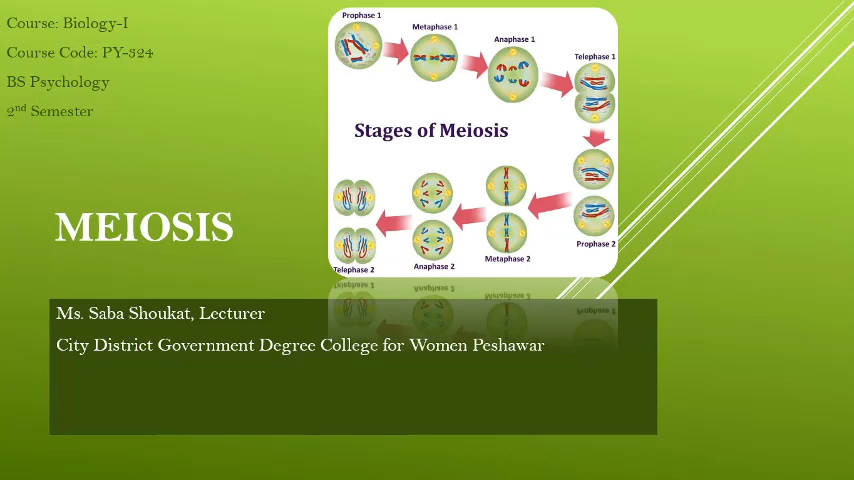 Course: Biology-I
Course Code: PY-324
BS Psychology
2nd Semester
Prophase 1
Metaphase 1
Anaphase 1
Telephase 1
Stages of Meiosis
Prophase 2
Metaphase 2
Anaphase 2
Telephase 2
MEIOSIS
Ms. Saba Shoukat, Lecturer
City District Government Degree College for Women Peshawar